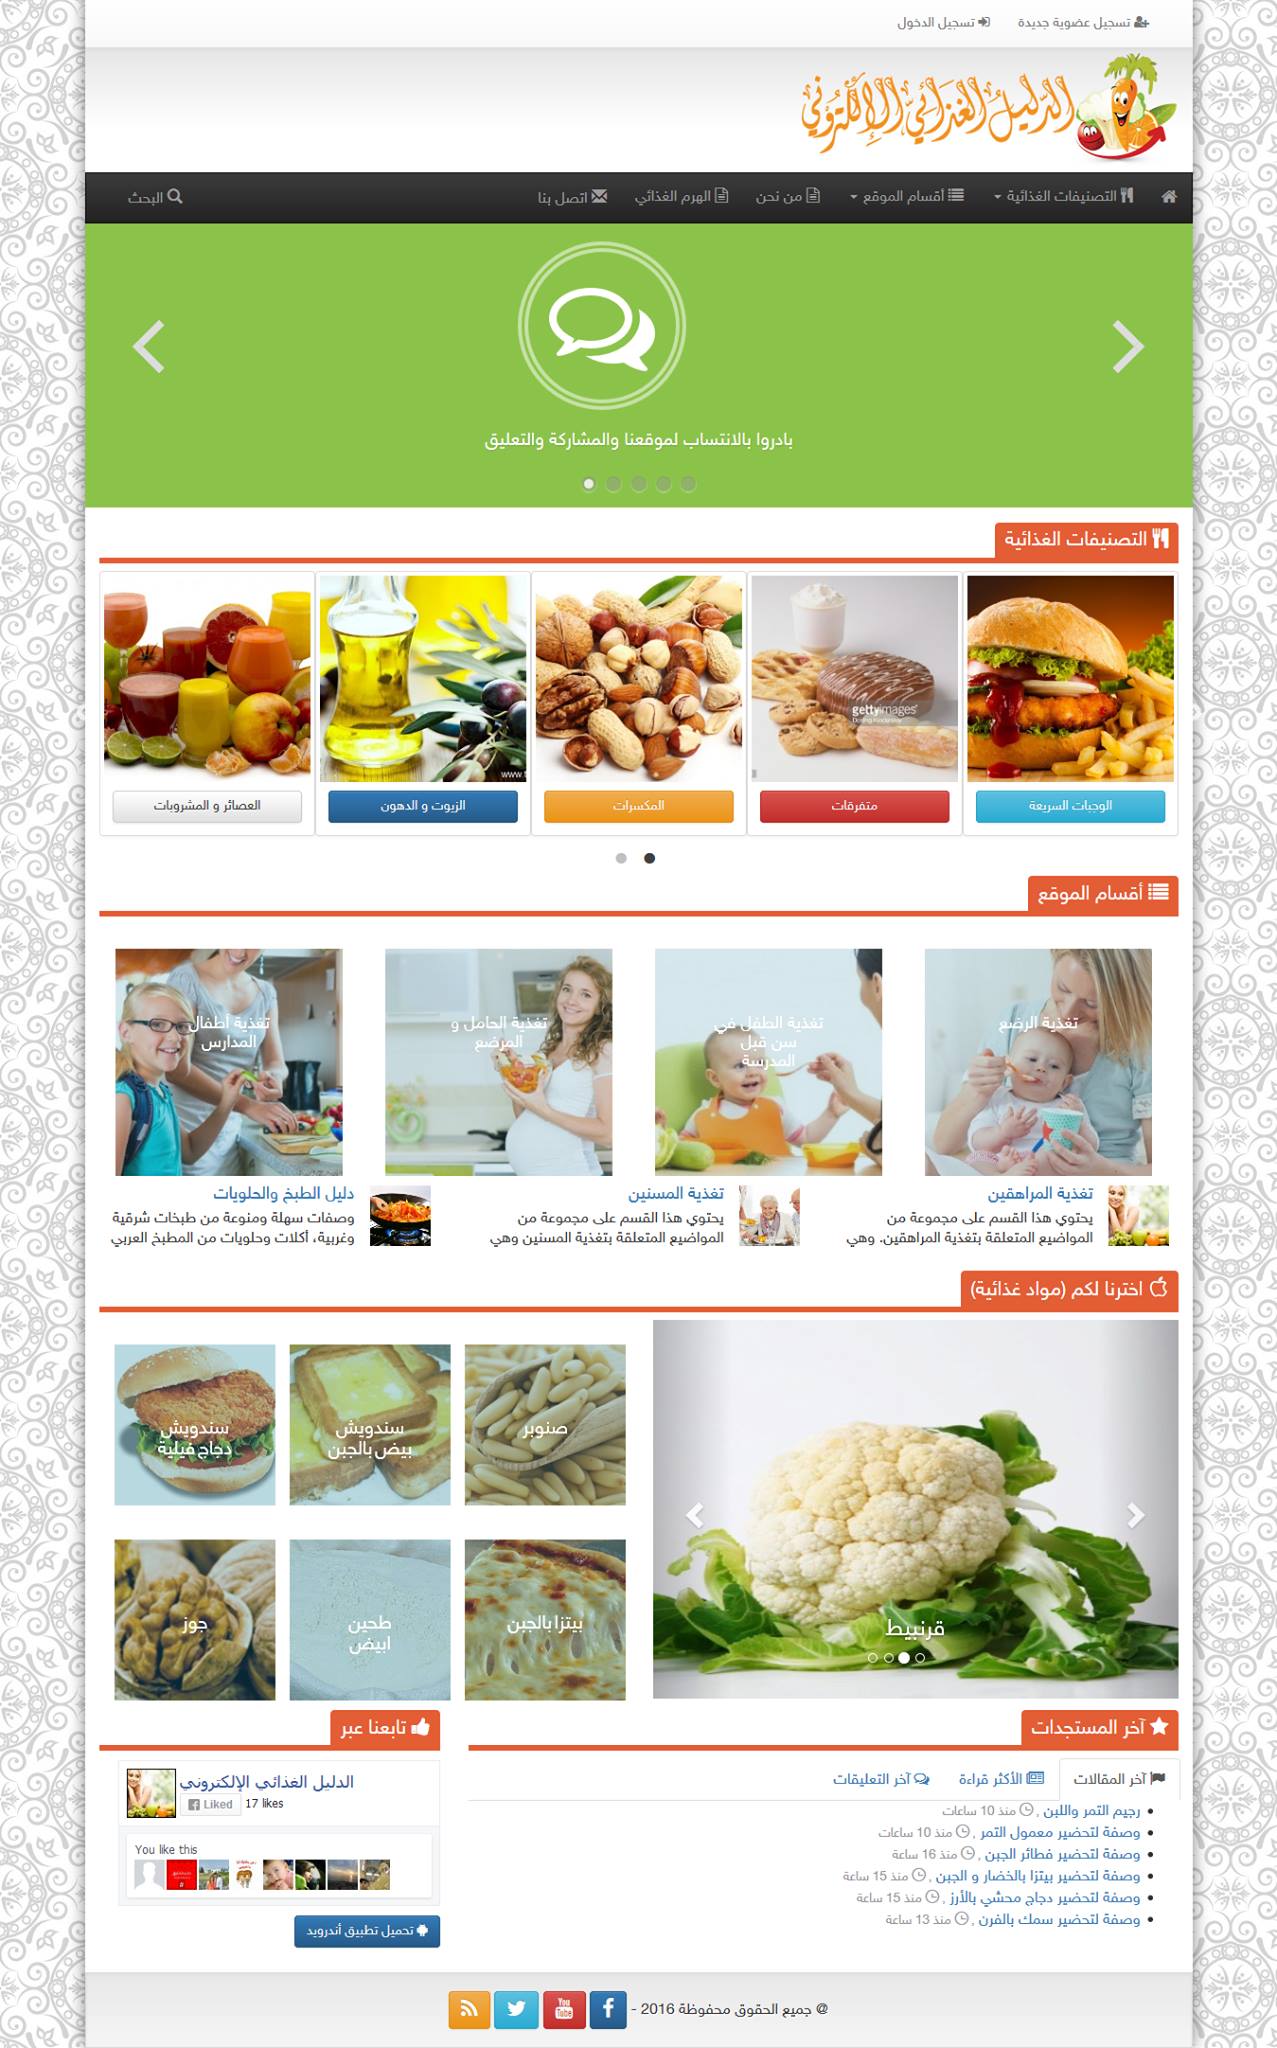 تسجيل عضوية جديدة
تسجيل الدخول
الدليل الغذائي الإلكتروني
التصنيفات الغذائية
أقسام الموقع
من نحن
الهرم الغذائي
اتصل بنا
البحث
بادروا بالانتساب لموقعنا والمشاركة والتعليق
التصنيفات الغذائية
gettyimages
الوجبات السريعة
متفرقات
المكسرات
الزيوت و الدهون
العصائر و المشروبات
أقسام الموقع
تغذية الرضع
تغذية الطفل في
سن قبل
المدرسة
تغذية الحامل و
المرضع
تغذية أطفال
المدارس
تغذية المراهقين
يحتوي هذا القسم على مجموعة من
المواضيع المتعلقة بتغذية المراهقين. وهي
تغذية المسنين
يحتوي هذا القسم على مجموعة من
المواضيع المتعلقة بتغذية المسنين وهي
دليل الطبخ والحلويات
وصفات سهلة ومنوعة من طبخات شرقية
وغربية، أكلات وحلويات من المطبخ العربي
اخترنا لكم (مواد غذائية)
قرنبيط
صنوبر
سندويش
بيض بالجبن
سندويش
دجاج فيلية
بيتزا بالجبن
طحين
ابيض
جوز
آخر المستجدات
آخر المقالات
الأكثر قراءة
آخر التعليقات
رجيم التمر واللبن , منذ 10 ساعات
وصفة لتحضير معمول التمر , منذ 10 ساعات
وصفة لتحضير فطائر الجبن , منذ 16 ساعة
وصفة لتحضير بيتزا بالخضار و الجبن , منذ 15 ساعة
وصفة لتحضير دجاج محشي بالأرز , منذ 15 ساعة
وصفة لتحضير سمك بالفرن , منذ 13 ساعة
تابعنا عبر
الدليل الغذائي الإلكتروني
Liked 17 likes
You like this
تحميل تطبيق أندرويد
@ جميع الحقوق محفوظة 2016 -
You
Tube